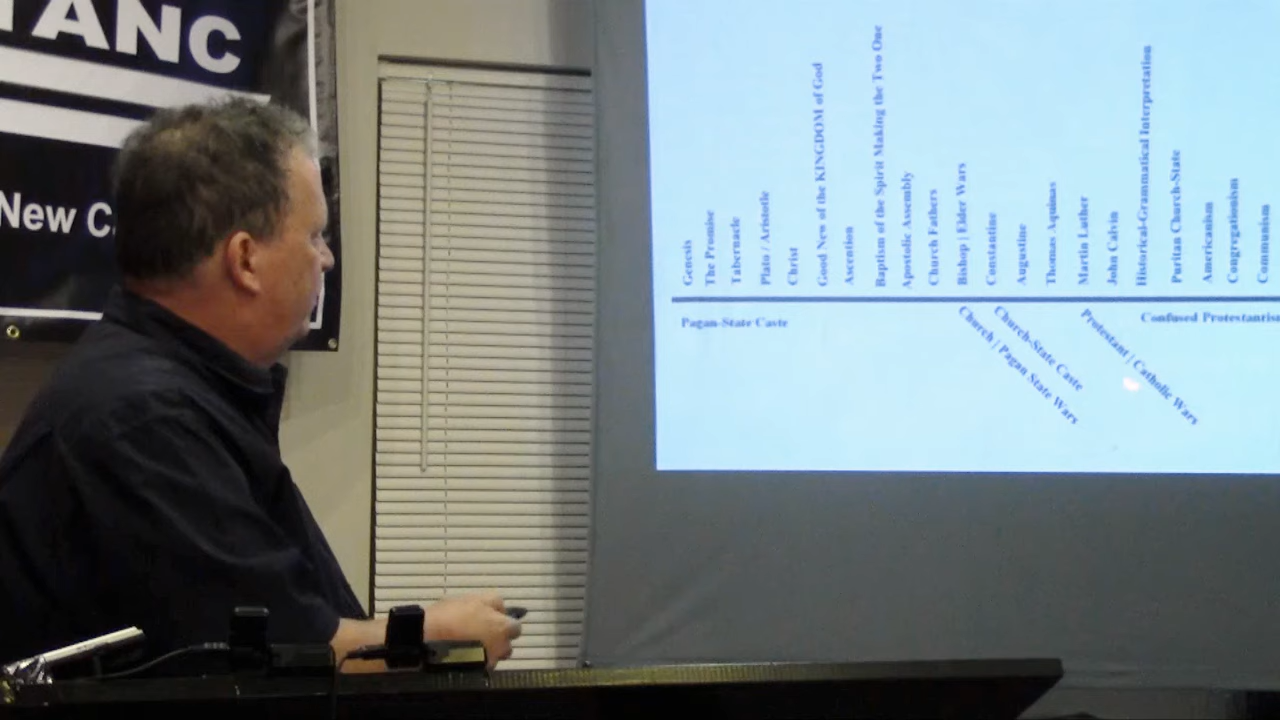 TANC
New C
Genesis
The Promise
Tabernacle
Plato / Aristotle
Christ
Good New of the KINGDOM of God
Ascention
Baptism of the Spirit Making the Two One
Apostolic Assembly
Church Fathers
Bishop | Elder Wars
Constantine
Augustine
Thomas Aquinas
Martin Luther
John Calvin
Historical-Grammatical Interpretation
Puritan Church-State
Americanism
Congregationism
Communism
Pagan-State Caste
Church | Pagan State Wars
Church-State Caste
Protestant | Catholic Wars
Confused Protestantism